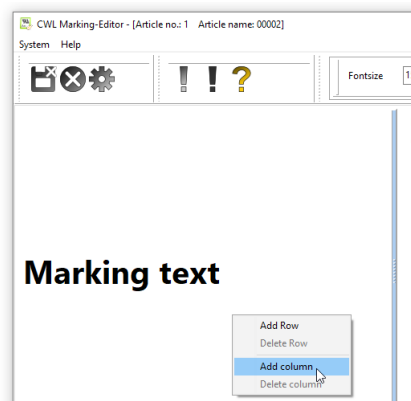 CWL Marking-Editor - [Article no.: 1 Article name: 00002]
System Help
Fontsize 1
Marking text
Add Row
Delete Row
Add column
Delete column